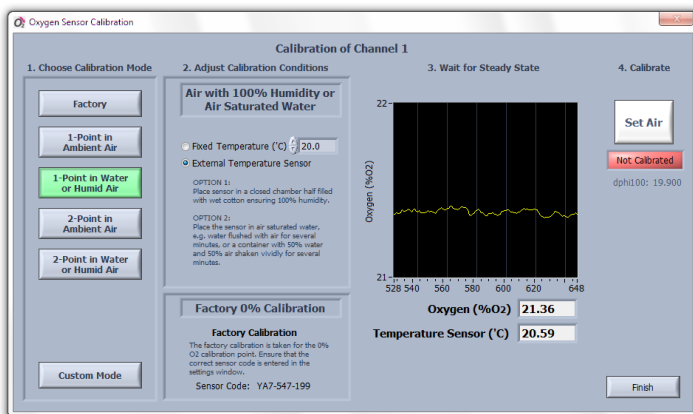 Oxygen Sensor Calibration
Calibration of Channel 1
1. Choose Calibration Mode
Factory
1-Point in
Ambient Air
1-Point in Water
or Humid Air
2-Point in
Ambient Air
2-Point in Water
or Humid Air
Custom Mode
2. Adjust Calibration Conditions
Air with 100% Humidity or
Air Saturated Water
Fixed Temperature (°C) 20.0
External Temperature Sensor
OPTION 1:
Place sensor in a closed chamber half filled
with wet cotton ensuring 100% humidity.
OPTION 2:
Place the sensor in air saturated water,
e.g. water flushed with air for several
minutes, or a container with 50% water
and 50% air shaken vividly for several
minutes.
Factory 0% Calibration
Factory Calibration
The factory calibration is taken for the 0%
O2 calibration point. Ensure that the
correct sensor code is entered in the
settings window.
Sensor Code: YA7-547-199
3. Wait for Steady State
Oxygen (%O2)
22
21
528 540 560 580 600 620 648
Oxygen (%O2) 21.36
Temperature Sensor (°C) 20.59
4. Calibrate
Set Air
Not Calibrated
dphi100: 19.900
Finish